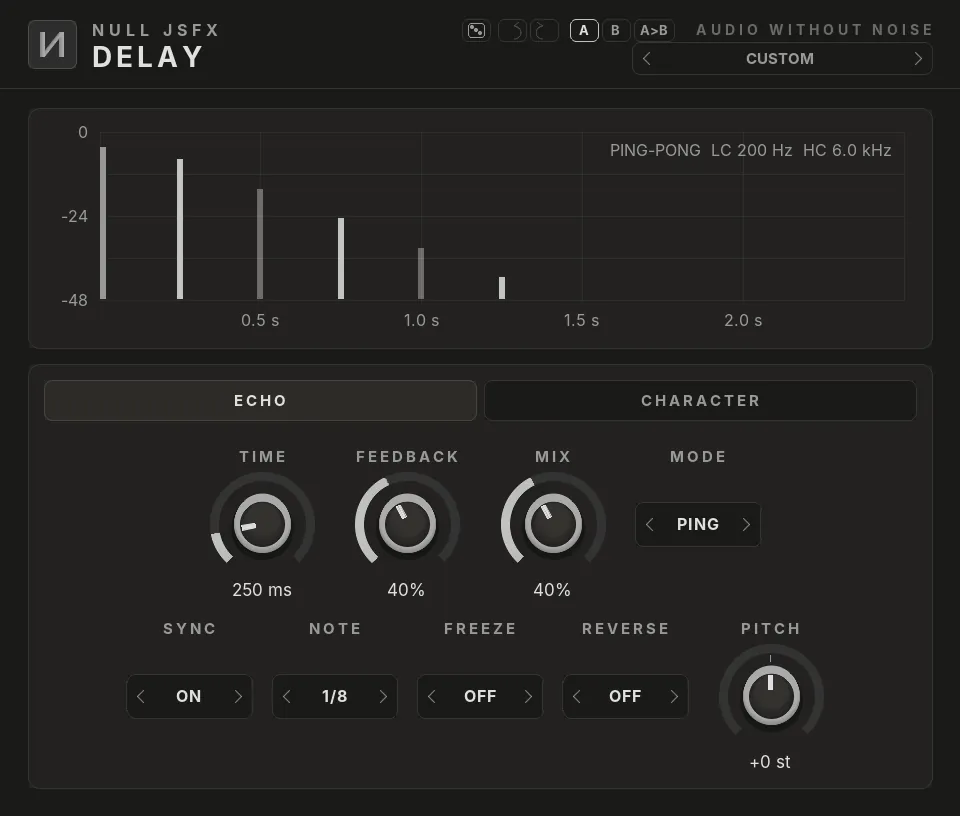 NULL JSFX
DELAY
A B A>B AUDIO WITHOUT NOISE
CUSTOM
0
-24
-48
PING-PONG LC 200 Hz HC 6.0 kHz
0.5 s 1.0 s 1.5 s 2.0 s
ECHO CHARACTER
TIME FEEDBACK MIX MODE
PING
250 ms 40% 40%
SYNC NOTE FREEZE REVERSE PITCH
ON 1/8 OFF OFF
+0 st